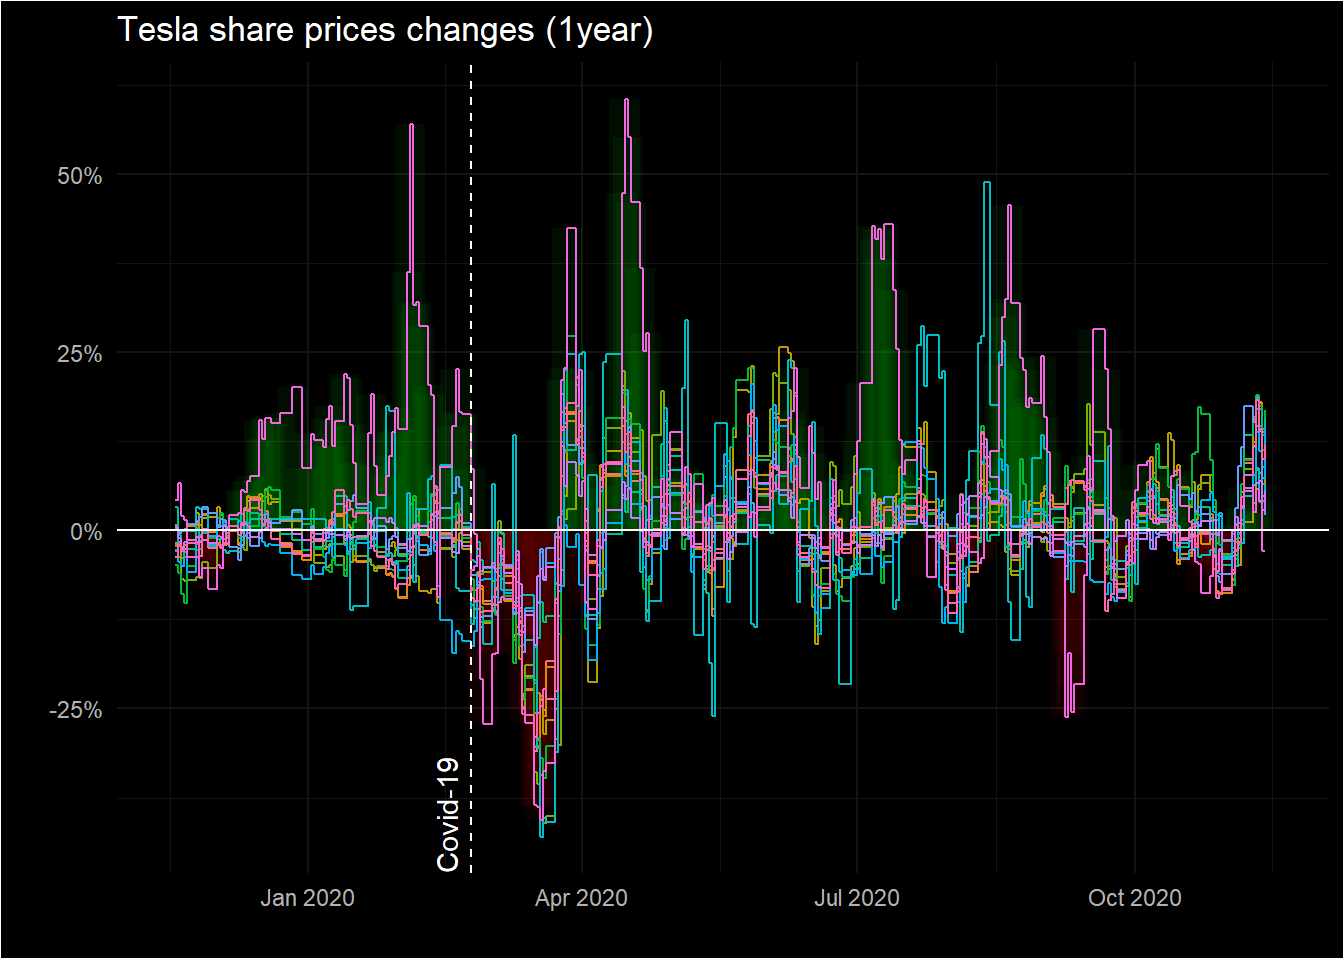 Tesla share prices changes (1year)
50%
25%
0%
-25%
Covid-19
Jan 2020
Apr 2020
Jul 2020
Oct 2020